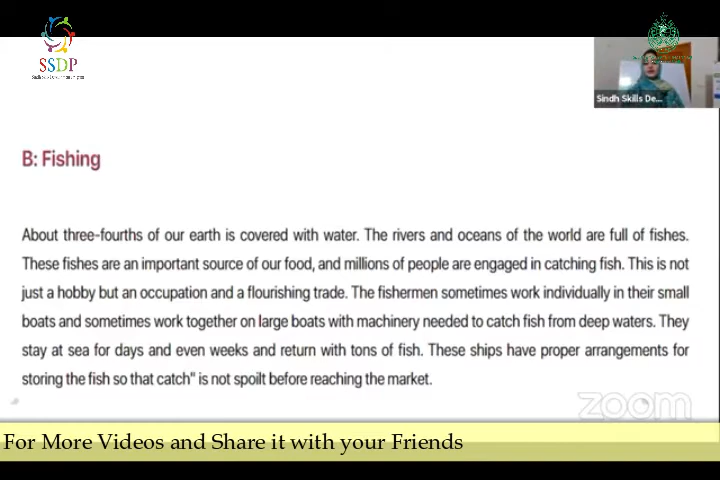 SSDP
Sindh Skills De...
B: Fishing
About three-fourths of our earth is covered with water. The rivers and oceans of the world are full of fishes.
These fishes are an important source of our food, and millions of people are engaged in catching fish. This is not
just a hobby but an occupation and a flourishing trade. The fishermen sometimes work individually in their small
boats and sometimes work together on large boats with machinery needed to catch fish from deep waters. They
stay at sea for days and even weeks and return with tons of fish. These ships have proper arrangements for
storing the fish so that catch" is not spoilt before reaching the market.
zoom
For More Videos and Share it with your Friends